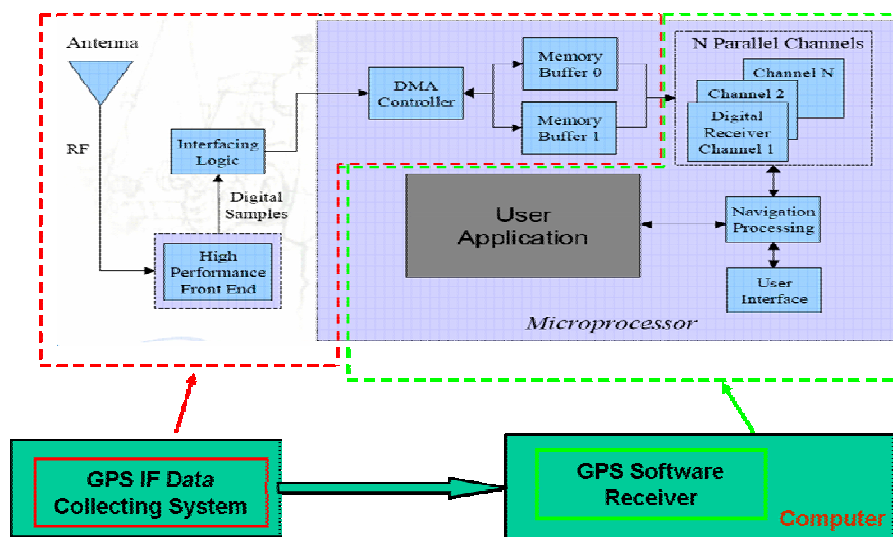 Antenna
RF
Interfacing
Logic
Digital
Samples
High
Performance
Front End
DMA
Controller
Memory
Buffer 0
Memory
Buffer 1
N Parallel Channels
Channel N
Channel 2
Digital
Receiver
Channel 1
User
Application
Navigation
Processing
User
Interface
Microprocessor
GPS IF Data
Collecting System
GPS Software
Receiver
Computer